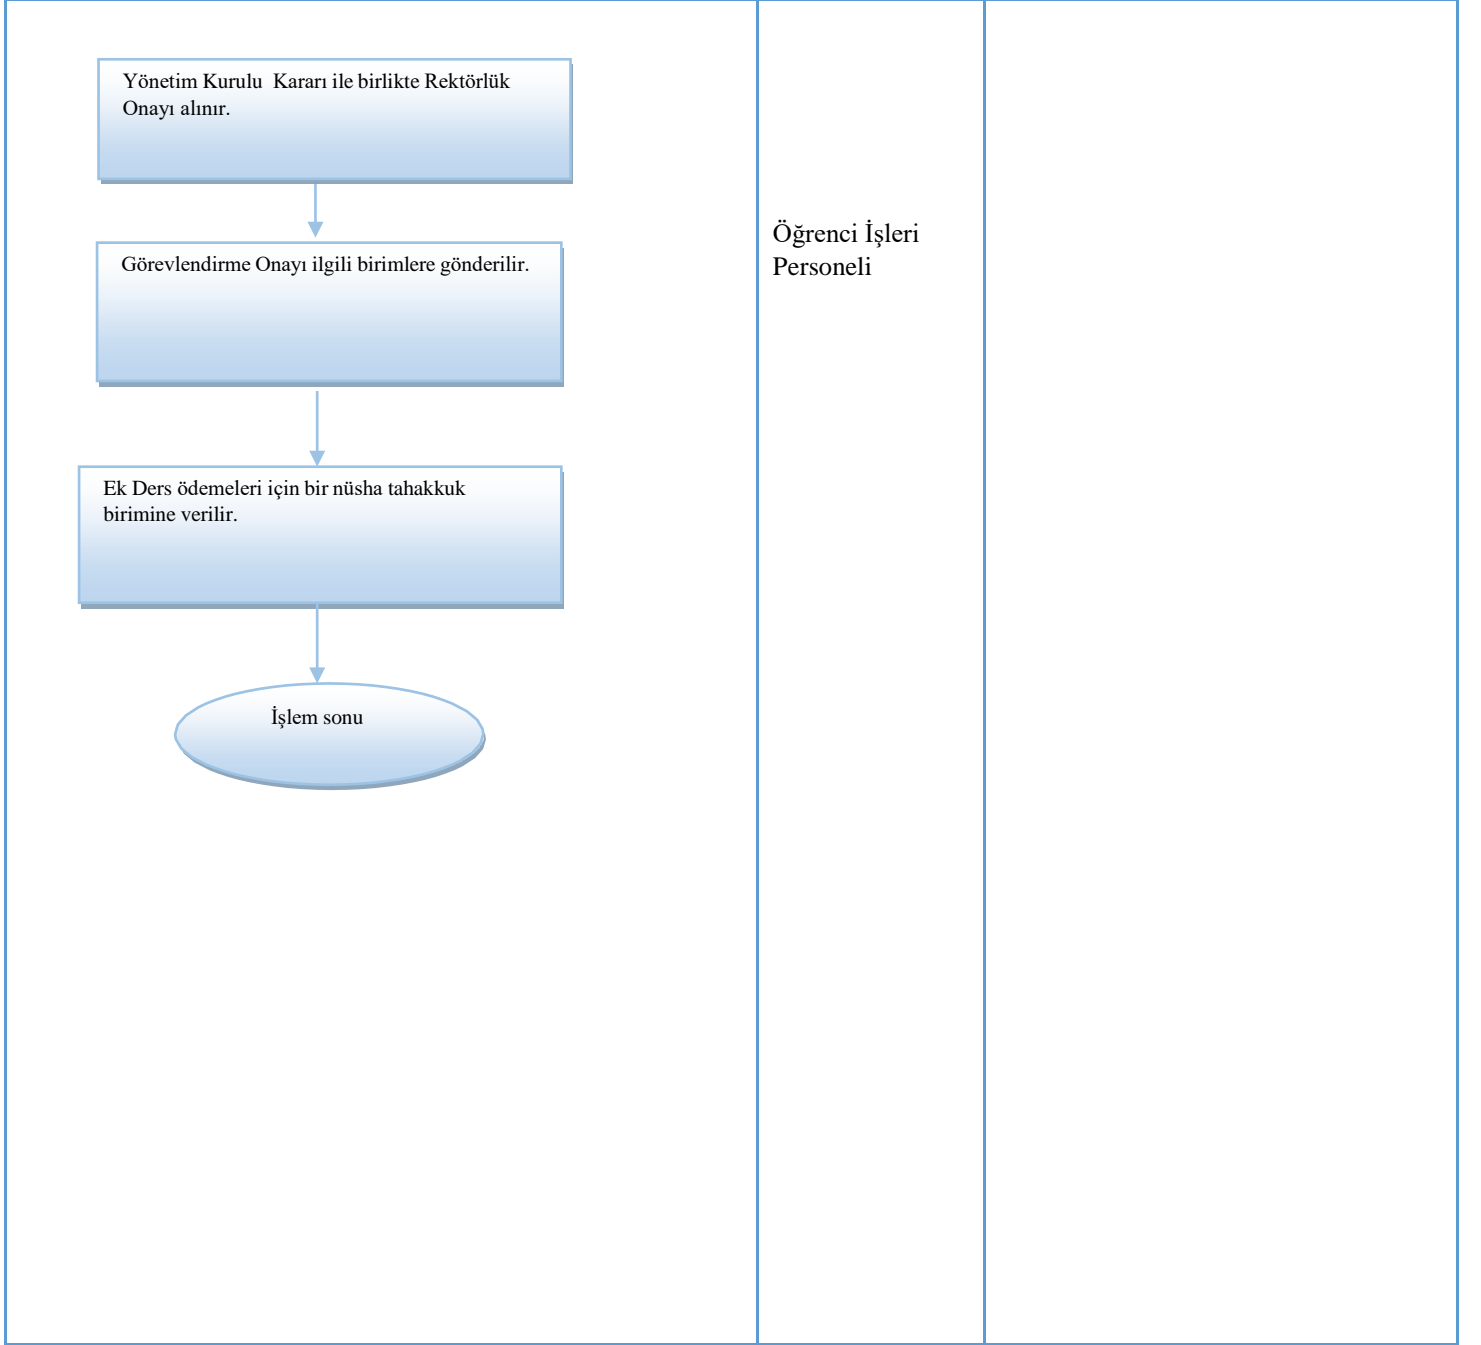 Yönetim Kurulu  Kararı ile birlikte Rektörlük
Onayı alınır.
Görevlendirme Onayı ilgili birimlere gönderilir.
Ek Ders ödemeleri için bir nüsha tahakkuk
birimine verilir.
İşlem sonu
Öğrenci İşleri
Personeli